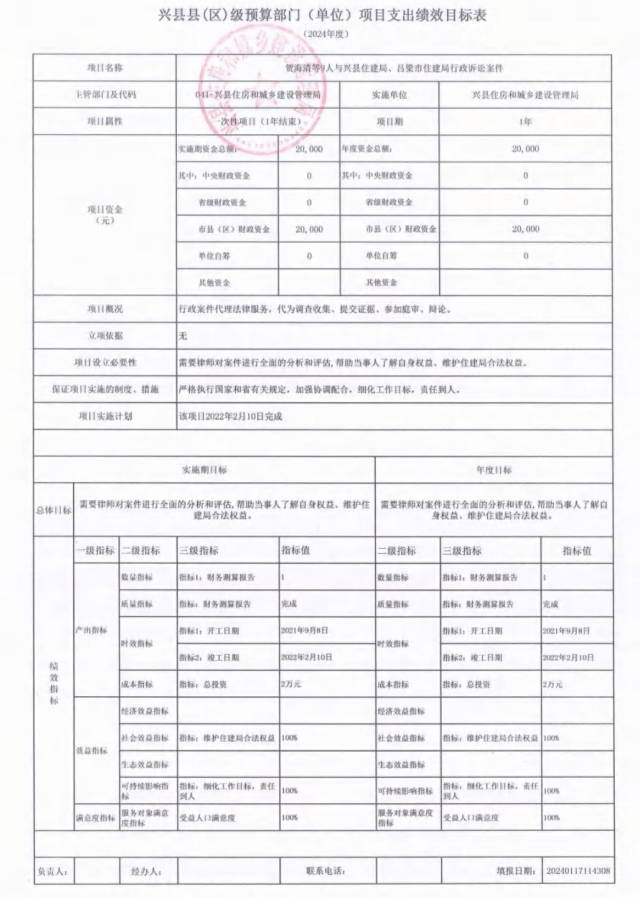 兴县县(区)级预算部门（单位）项目支出绩效目标表
（2024年度）
项目名称 贺海清等9人与兴县住建局、吕梁市住建局行政诉讼案件
主管部门及代码 041-兴县住房和城乡建设管理局 实施单位 兴县住房和城乡建设管理局
项目属性 一次性项目（1年结束） 项目期 1年
项目资金（元） 实施期资金总额： 20,000 年度资金总额： 20,000
其中：中央财政资金 0 其中：中央财政资金 0
省级财政资金 0 省级财政资金 0
市县（区）财政资金 20,000 市县（区）财政资金 20,000
单位自筹 0 单位自筹 0
其他资金 其他资金
项目概况 行政案件代理法律服务，代为调查收集、提交证据、参加庭审、辩论。
立项依据 无
项目设立必要性 需要律师对案件进行全面的分析和评估,帮助当事人了解自身权益、维护住建局合法权益。
保证项目实施的制度、措施 严格执行国家和省有关规定，加强协调配合，细化工作目标，责任到人。
项目实施计划 该项目2022年2月10日完成
实施期目标 年度目标
总体目标 需要律师对案件进行全面的分析和评估,帮助当事人了解自身权益、维护住建局合法权益。 需要律师对案件进行全面的分析和评估,帮助当事人了解自身权益、维护住建局合法权益。
绩效指标 一级指标 二级指标 三级指标 指标值 二级指标 三级指标 指标值
产出指标 数量指标 指标1：财务测算报告 1 数量指标 指标1：财务测算报告 1
质量指标 指标：财务测算报告 完成 质量指标 指标：财务测算报告 完成
时效指标 指标1：开工日期 2021年9月8日 时效指标 指标1：开工日期 2021年9月8日
指标2：竣工日期 2022年2月10日 指标2：竣工日期 2022年2月10日
成本指标 指标：总投资 2万元 成本指标 指标：总投资 2万元
效益指标 经济效益指标 经济效益指标
社会效益指标 指标：维护住建局合法权益 100% 社会效益指标 指标：维护住建局合法权益 100%
生态效益指标 生态效益指标
可持续影响指标 指标：细化工作目标，责任到人 100% 可持续影响指标 指标：细化工作目标，责任到人 100%
满意度指标 服务对象满意度指标 受益人口满意度 100% 服务对象满意度指标 受益人口满意度 100%
负责人： 经办人： 联系电话： 填报日期： 20240117114308